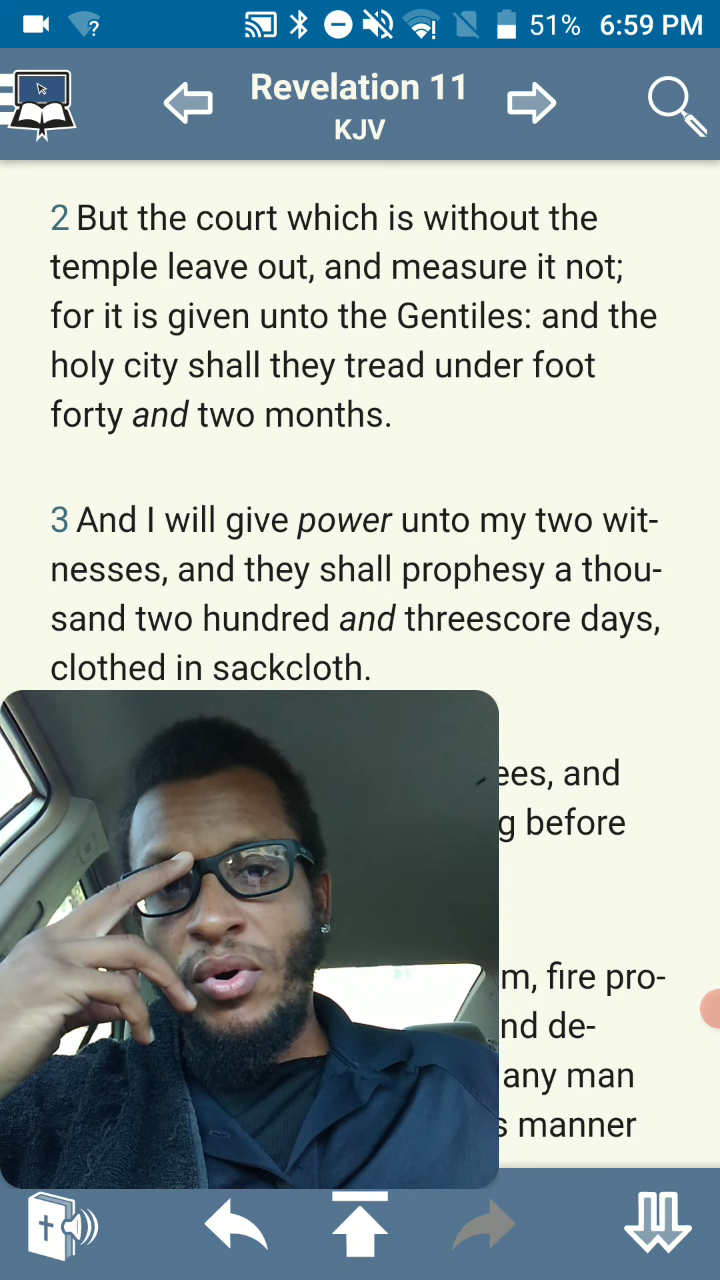 51% 6:59 PM
Revelation 11
KJV
2 But the court which is without the
temple leave out, and measure it not;
for it is given unto the Gentiles: and the
holy city shall they tread under foot
forty and two months.
3 And I will give power unto my two wit-
nesses, and they shall prophesy a thou-
sand two hundred and threescore days,
clothed in sackcloth.
ees, and
g before
m, fire pro-
nd de-
any man
s manner